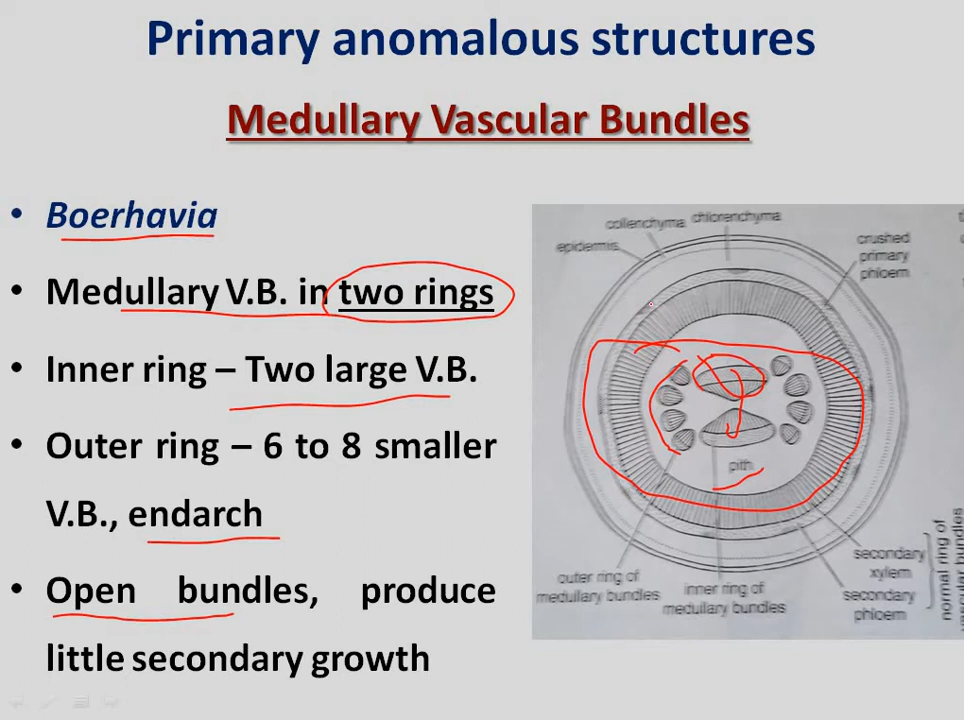 Primary anomalous structures
Medullary Vascular Bundles
• Boerhavia
• Medullary V.B. in two rings
• Inner ring – Two large V.B.
• Outer ring – 6 to 8 smaller
V.B., endarch
• Open bundles, produce
little secondary growth
collenchyma chlorenchyma
epidermis
crushed
primary
phloem
pith
outer ring of
medullary bundles
inner ring of
medullary bundles
secondary
xylem
secondary
phloem
normal ring of
vascular bundles